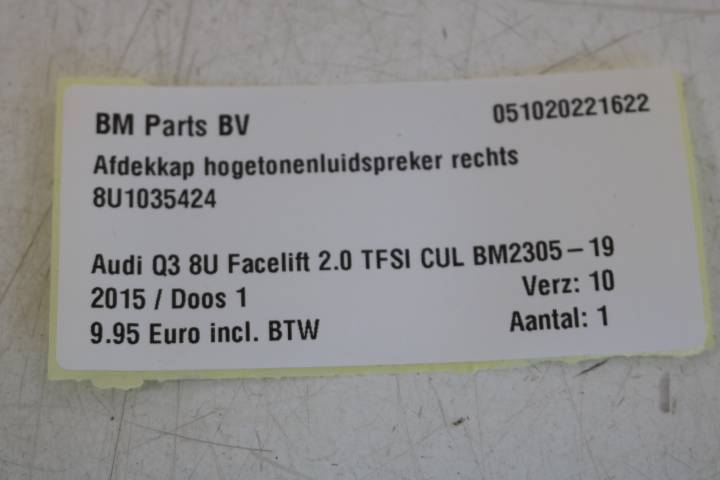 BM Parts BV 051020221622
Afdekkap hogetonenluidspreker rechts
8U1035424
Audi Q3 8U Facelift 2.0 TFSI CUL BM2305-19
2015 / Doos 1 Verz: 10
9.95 Euro incl. BTW Aantal: 1